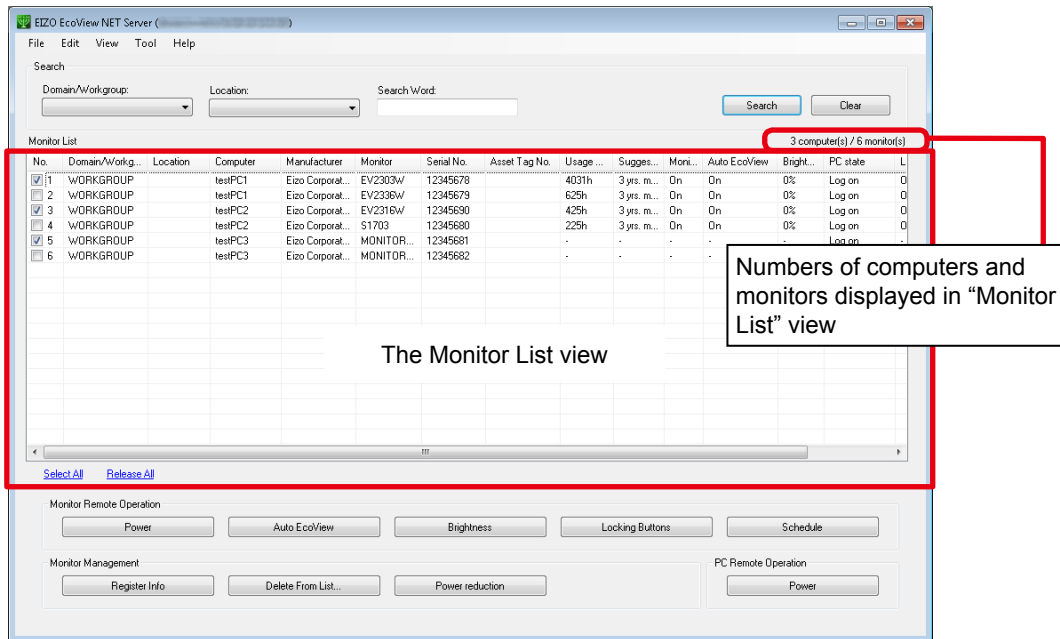 EIZO EcoView NET Server ( )
File Edit View Tool Help
Search
Domain/Workgroup: Location: Search Word:
Search Clear
Monitor List 3 computer(s) / 6 monitor(s)
No. Domain/Workg... Location Computer Manufacturer Monitor Serial No. Asset Tag No. Usage ... Sugges... Moni... Auto EcoView Bright... PC state L
1 WORKGROUP testPC1 Eizo Corporat... EV2303W 12345678 4031h 3 yrs. m... On On 0% Log on 0
2 WORKGROUP testPC1 Eizo Corporat... EV2336W 12345679 625h 3 yrs. m... On On 0% Log on 0
3 WORKGROUP testPC2 Eizo Corporat... EV2316W 12345690 425h 3 yrs. m... On On 0% Log on 0
4 WORKGROUP testPC2 Eizo Corporat... S1703 12345680 225h 3 yrs. m... On On 0% Log on 0
5 WORKGROUP testPC3 Eizo Corporat... MONITOR... 12345681 - - - - - Log on -
6 WORKGROUP testPC3 Eizo Corporat... MONITOR... 12345682 - - - -
Numbers of computers and
monitors displayed in “Monitor
List” view
The Monitor List view
Select All Release All
Monitor Remote Operation
Power Auto EcoView Brightness Locking Buttons Schedule
Monitor Management PC Remote Operation
Register Info Delete From List... Power reduction Power